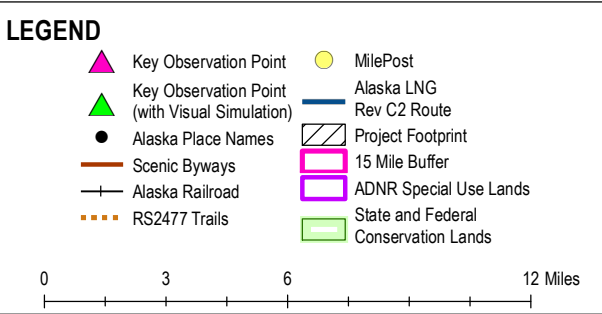 LEGEND
Key Observation Point
Key Observation Point
(with Visual Simulation)
Alaska Place Names
Scenic Byways
Alaska Railroad
RS2477 Trails
MilePost
Alaska LNG
Rev C2 Route
Project Footprint
15 Mile Buffer
ADNR Special Use Lands
State and Federal
Conservation Lands
0 3 6 12 Miles